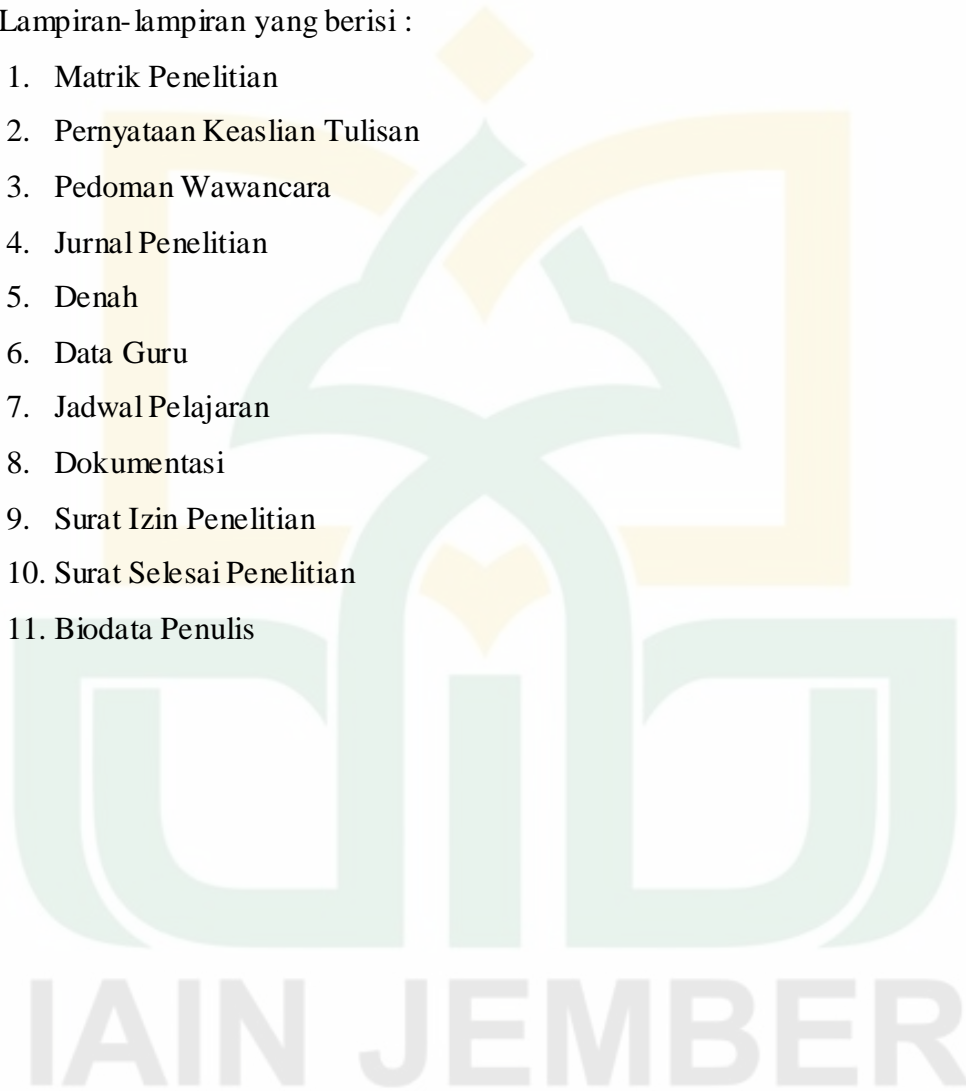 Lampiran-lampiran yang berisi :
1. Matrik Penelitian
2. Pernyataan Keaslian Tulisan
3. Pedoman Wawancara
4. Jurnal Penelitian
5. Denah
6. Data Guru
7. Jadwal Pelajaran
8. Dokumentasi
9. Surat Izin Penelitian
10. Surat Selesai Penelitian
11. Biodata Penulis
IAIN JEMBER